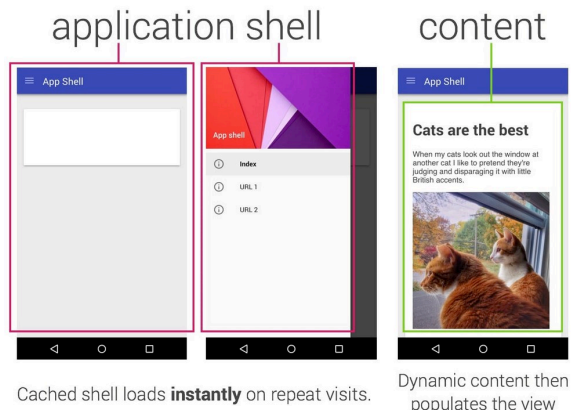 application shell
content
App Shell
App shell
Index
URL 1
URL 2
App Shell
Cats are the best
When my cats look out the window at
another cat I like to pretend they're
judging and disparaging it with little
British accents.
Cached shell loads instantly on repeat visits.
Dynamic content then
populates the view